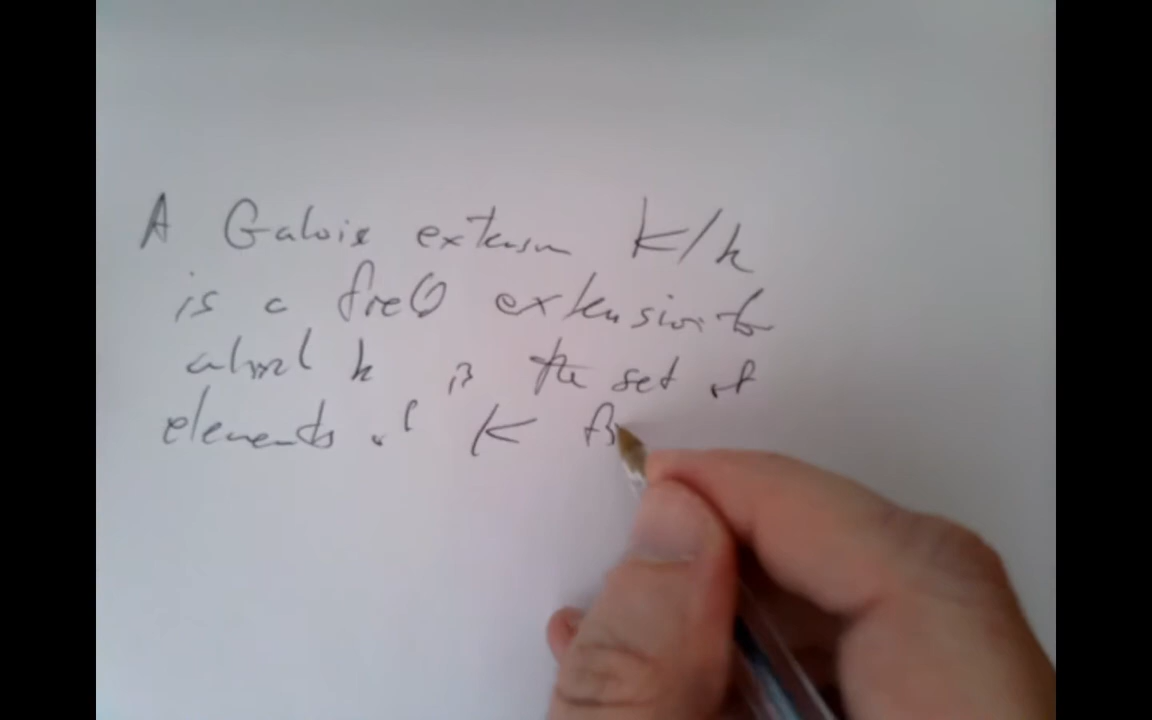 A Galois extension K/k
is a field extension for
which k is the set of
elements of K